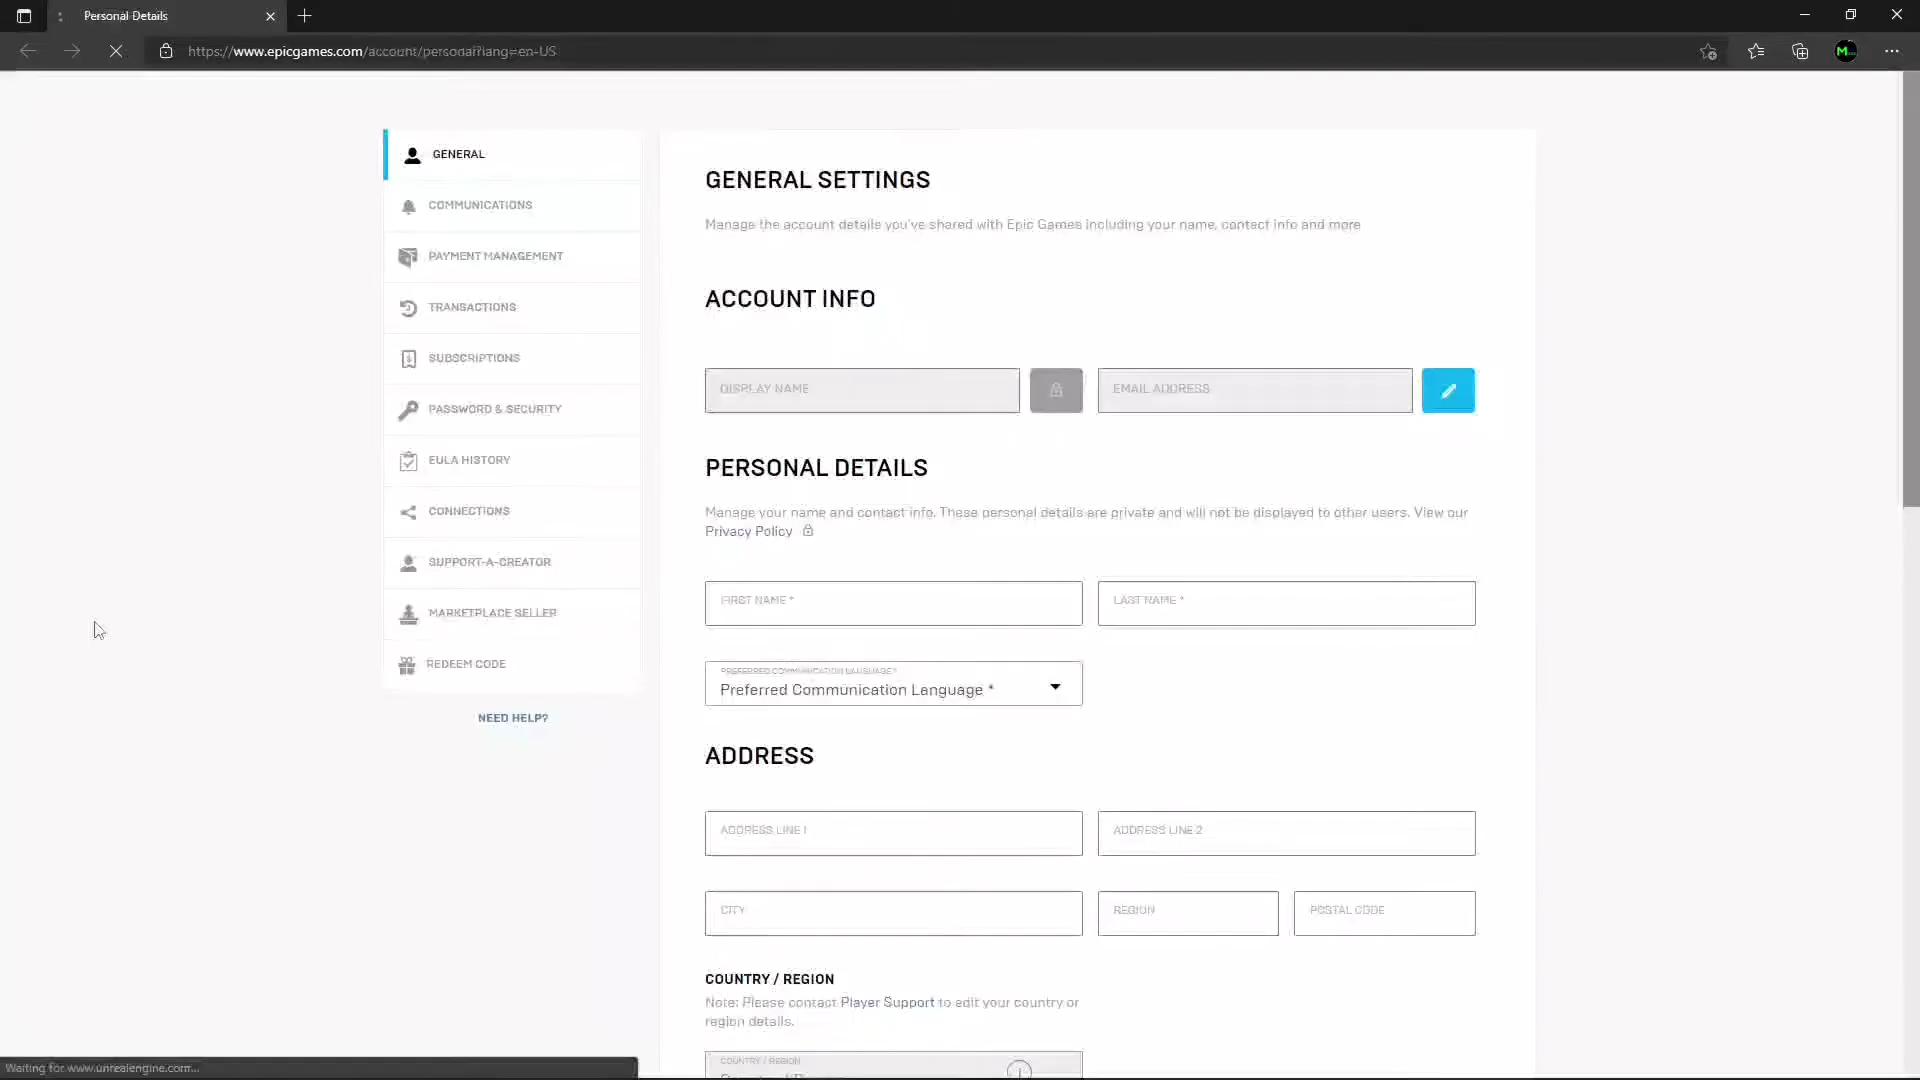 Personal Details
https://www.epicgames.com/account/personal?lang=en-US
GENERAL
COMMUNICATIONS
PAYMENT MANAGEMENT
TRANSACTIONS
SUBSCRIPTIONS
PASSWORD & SECURITY
EULA HISTORY
CONNECTIONS
SUPPORT-A-CREATOR
MARKETPLACE SELLER
REDEEM CODE
NEED HELP?
GENERAL SETTINGS
Manage the account details you've shared with Epic Games including your name, contact info and more
ACCOUNT INFO
DISPLAY NAME
EMAIL ADDRESS
PERSONAL DETAILS
Manage your name and contact info. These personal details are private and will not be displayed to other users. View our
Privacy Policy
FIRST NAME *
LAST NAME *
PREFERRED COMMUNICATION LANGUAGE *
Preferred Communication Language *
ADDRESS
ADDRESS LINE 1
ADDRESS LINE 2
CITY
REGION
POSTAL CODE
COUNTRY / REGION
Note: Please contact Player Support to edit your country or
region details.
COUNTRY / REGION
Waiting for www.unrealengine.com...